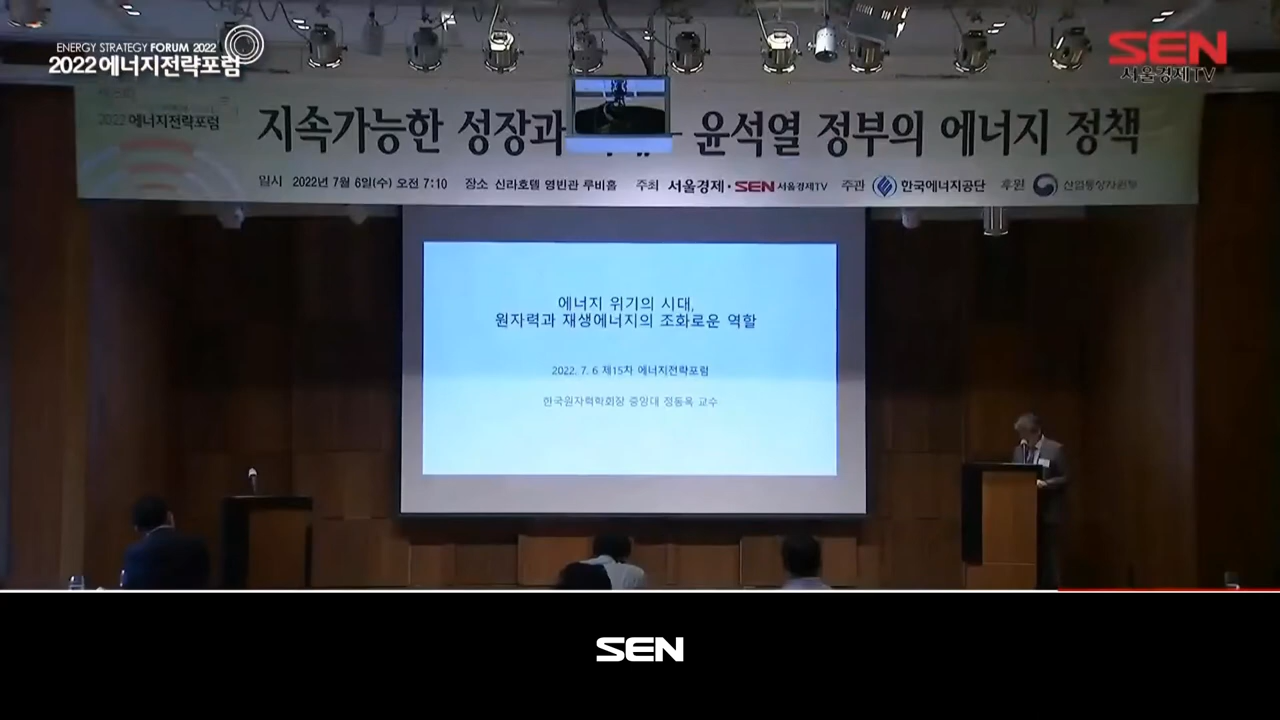 ENERGY STRATEGY FORUM 2022
2022 에너지전략포럼
SEN
서울경제TV
2022 에너지전략포럼
지속가능한 성장과
윤석열 정부의 에너지 정책
일시 2022년 7월 6일(수) 오전 7:10 장소 신라호텔 영빈관 루비홀 주최 서울경제·SEN 서울경제TV 주관 한국에너지공단 후원 산업통상자원부
에너지 위기의 시대,
원자력과 재생에너지의 조화로운 역할
2022. 7. 6 제15차 에너지전략포럼
한국원자력학회장 중앙대 정동욱 교수
SEN